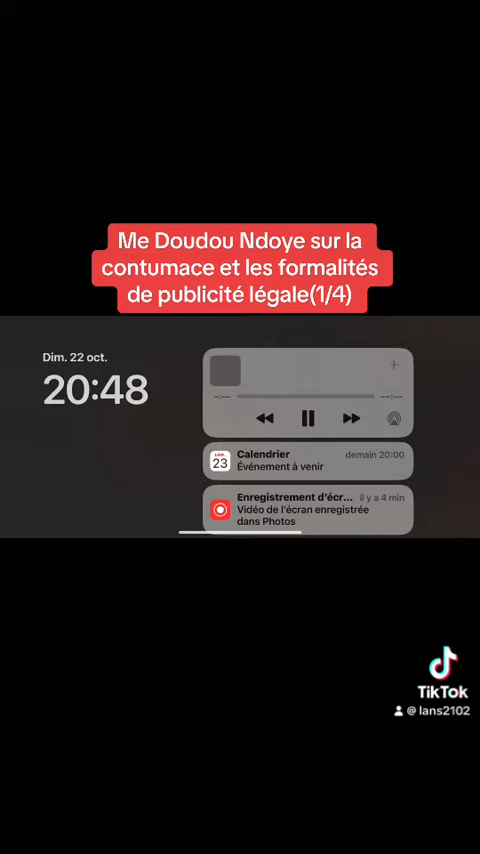 Me Doudou Ndoye sur la
contumace et les formalités
de publicité légale(1/4)
Dim. 22 oct.
20:48
--:--
--:--
LUN.
23
Calendrier
demain 20:00
Événement à venir
Enregistrement d'écr...
il y a 4 min
Vidéo de l'écran enregistrée
dans Photos
TikTok
@ lans2102